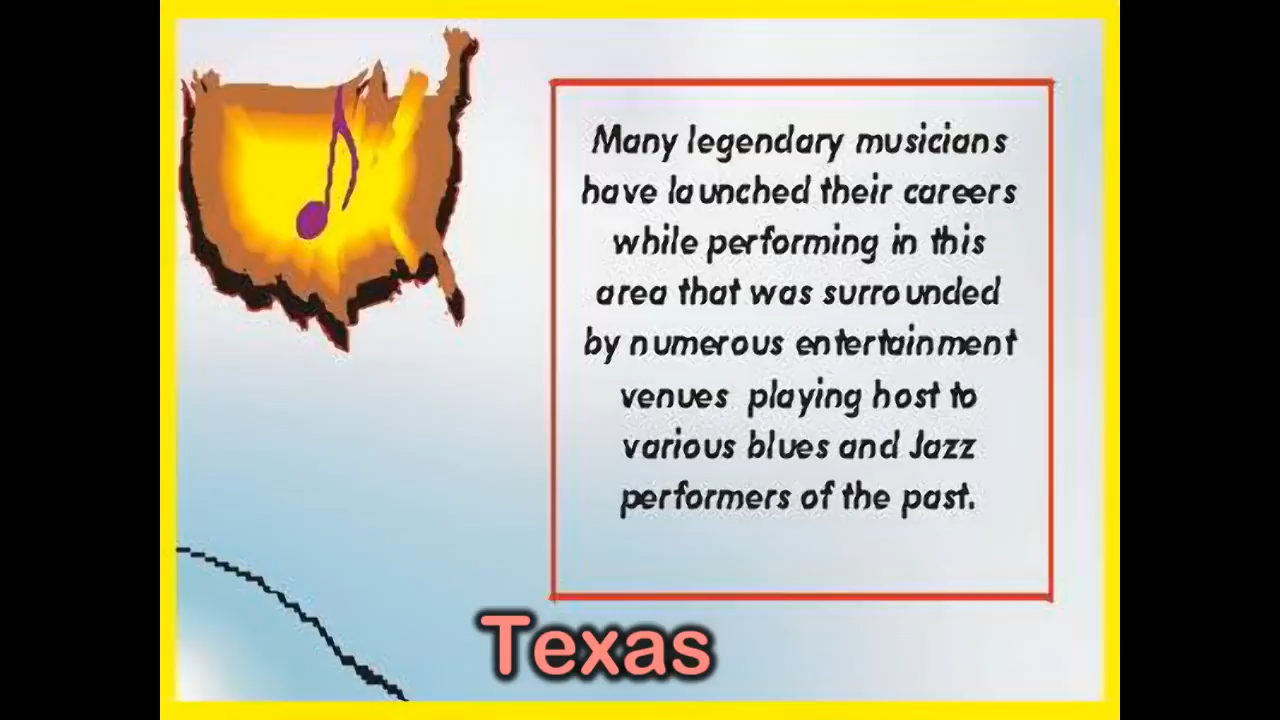 Many legendary musicians
have launched their careers
while performing in this
area that was surrounded
by numerous entertainment
venues playing host to
various blues and Jazz
performers of the past.
Texas